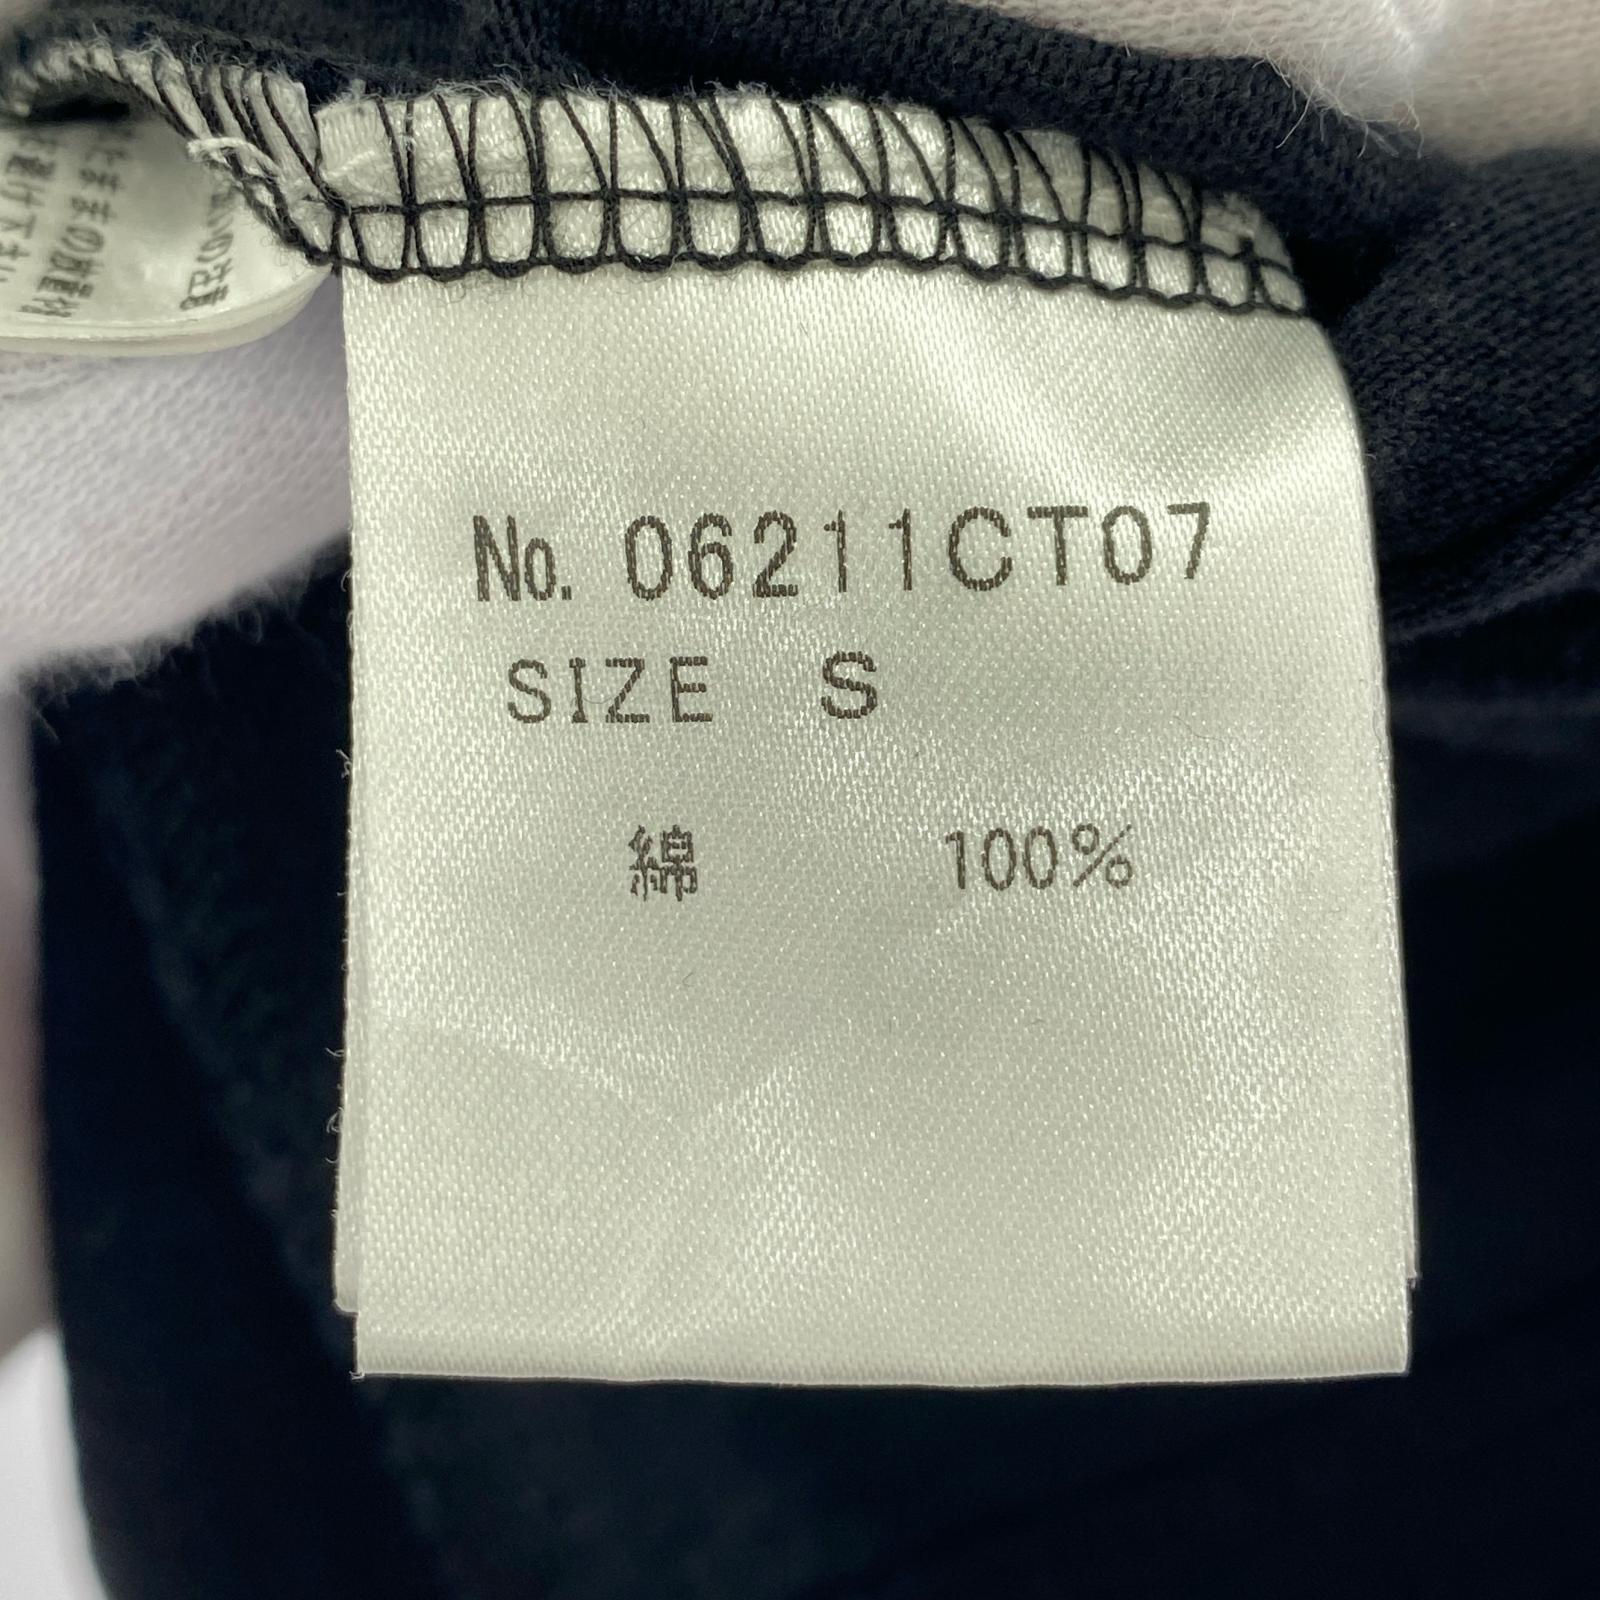 No. 06211CT07
SIZE S
綿 100%